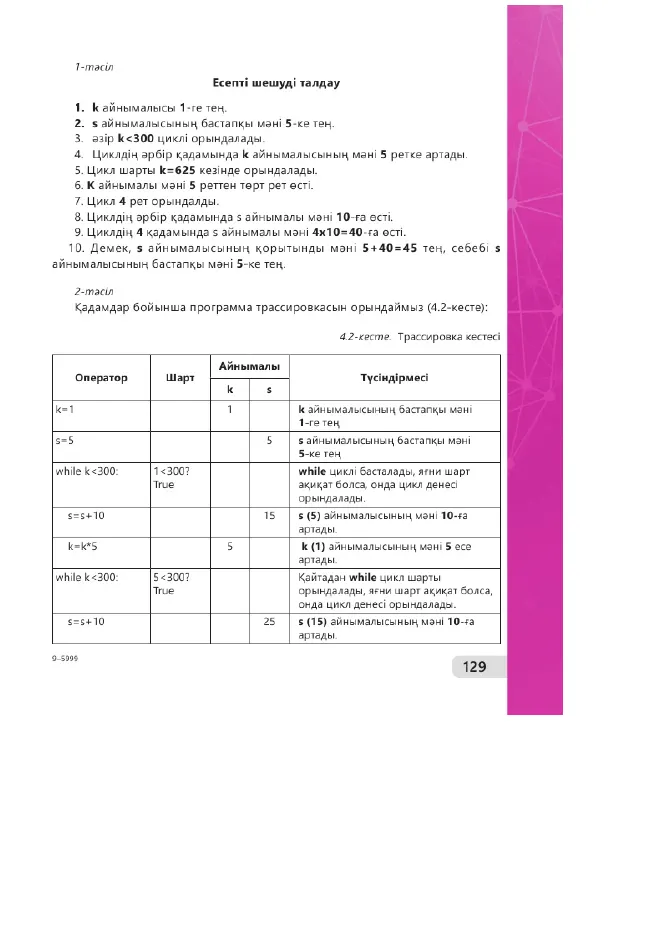 1-тәсіл
Есепті шешуді талдау
1. k айнымалысы 1-ге тең.
2. s айнымалысының бастапқы мәні 5-ке тең.
3. әзір k<300 циклі орындалады.
4. Циклдің әрбір қадамында k айнымалысының мәні 5 ретке артады.
5. Цикл шарты k=625 кезінде орындалады.
6. K айнымалы мәні 5 реттен төрт рет өсті.
7. Цикл 4 рет орындалды.
8. Циклдің әрбір қадамында s айнымалы мәні 10-ға өсті.
9. Циклдің 4 қадамында s айнымалы мәні 4х10=40-ға өсті.
10. Демек, s айнымалысының қорытынды мәні 5+40=45 тең, себебі s
айнымалысының бастапқы мәні 5-ке тең.
2-тәсіл
Қадамдар бойынша программа трассировкасын орындаймыз (4.2-кесте):
4.2-кесте. Трассировка кестесі
Оператор Шарт Айнымалы Түсіндірмесі
k s
k=1 1 k айнымалысының бастапқы мәні
1-ге тең
s=5 5 s айнымалысының бастапқы мәні
5-ке тең
while k<300: 1<300? while циклі басталады, яғни шарт
True ақиқат болса, онда цикл денесі
орындалады.
s=s+10 15 s (5) айнымалысының мәні 10-ға
артады.
k=k*5 5 k (1) айнымалысының мәні 5 есе
артады.
while k<300: 5<300? Қайтадан while цикл шарты
True орындалады, яғни шарт ақиқат болса,
онда цикл денесі орындалады.
s=s+10 25 s (15) айнымалысының мәні 10-ға
артады.
9–5999
129